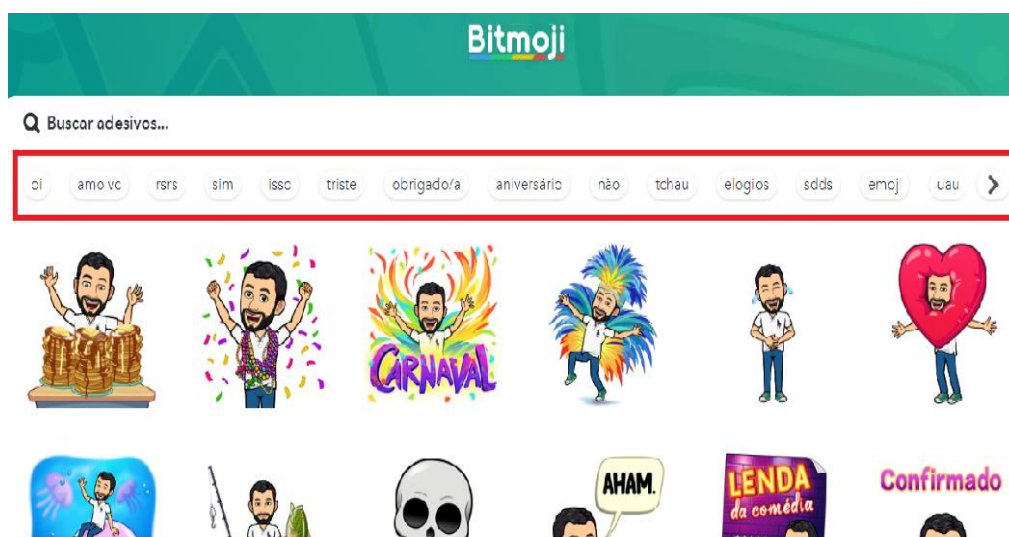 Bitmoji
Buscar adesivos...
oi amo vc rsrs sim isso triste obrigado/a aniversário não tchau elogios sdds emoji uau
CARNAVAL
AHAM.
LENDA
da comédia
Confirmado